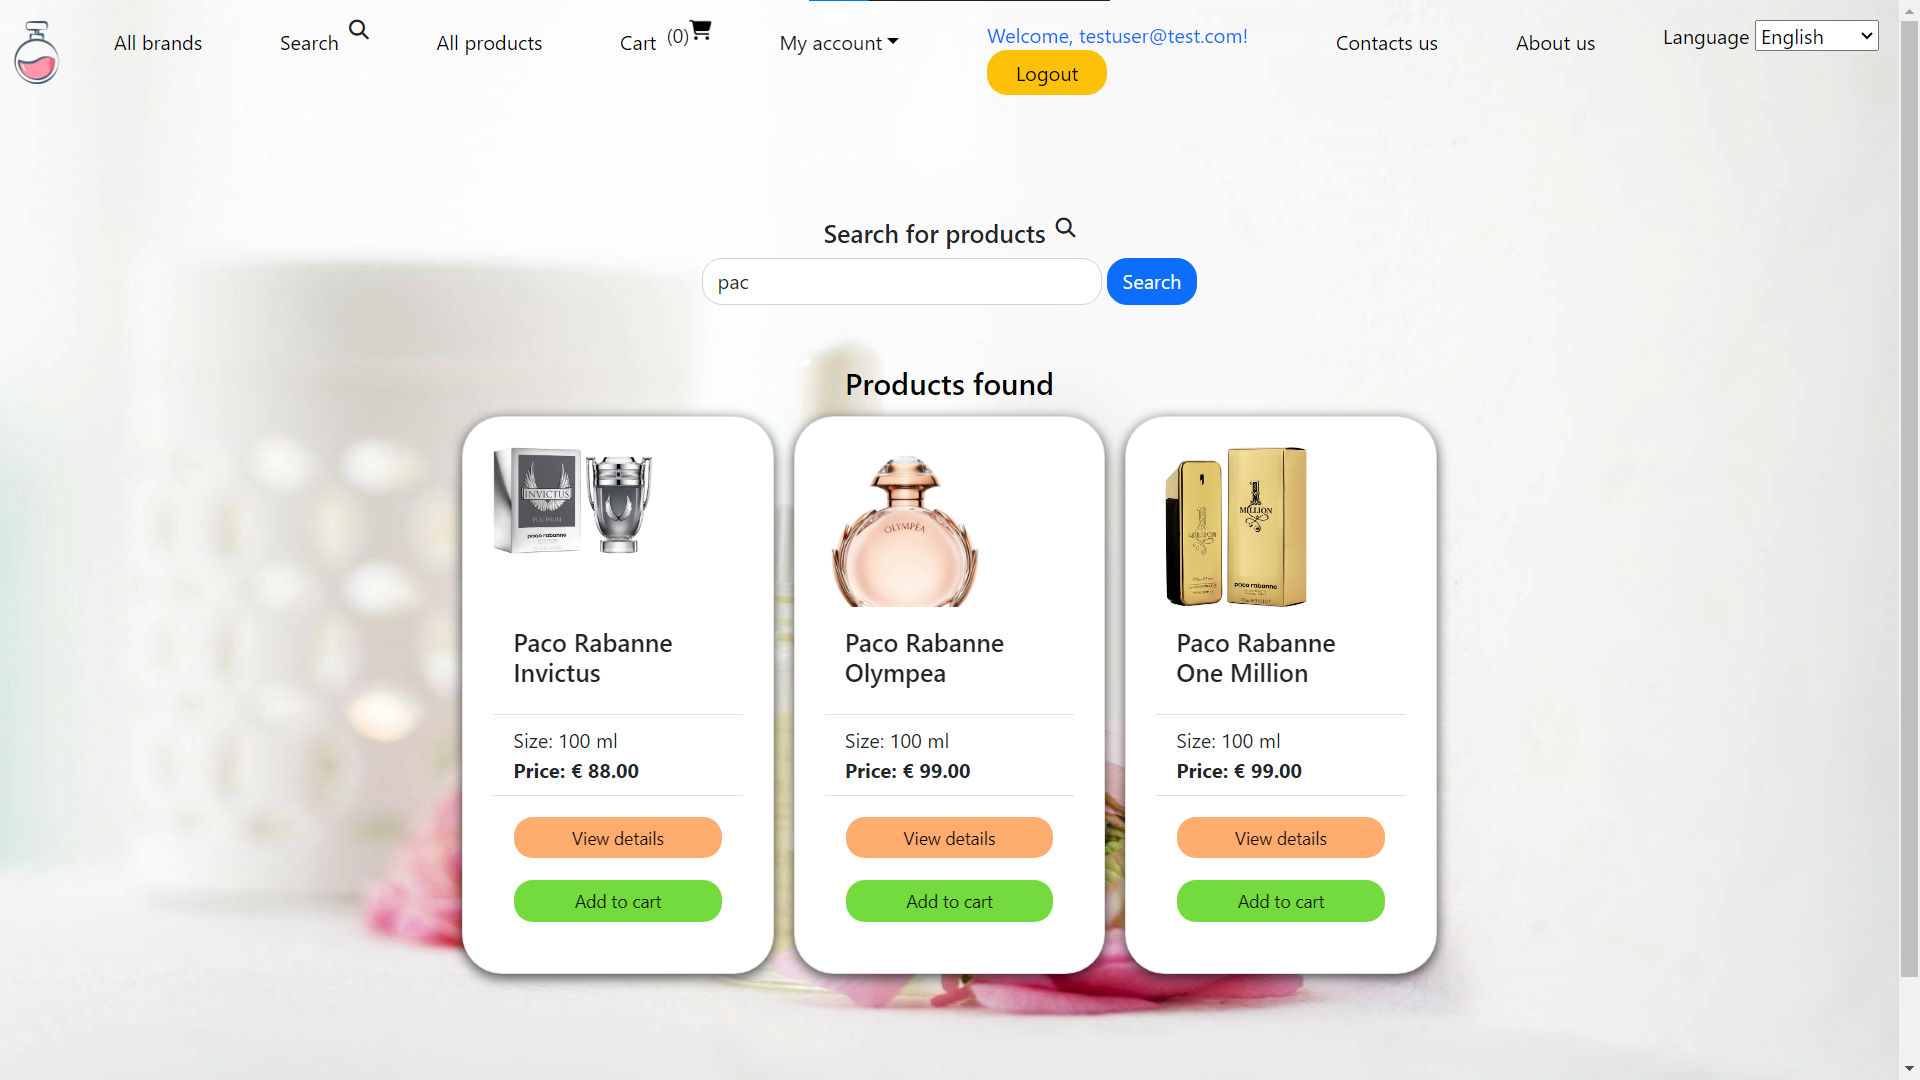 All brands
Search
All products
Cart (0)
My account
Welcome, testuser@test.com!
Logout
Contacts us
About us
Language English
Search for products
pac
Search
Products found
INVICTUS
PLATINUM
paco rabanne
OLYMPÉA
1
MILLION
MILLION
paco rabanne
Paco Rabanne
Invictus
Size: 100 ml
Price: € 88.00
View details
Add to cart
Paco Rabanne
Olympea
Size: 100 ml
Price: € 99.00
View details
Add to cart
Paco Rabanne
One Million
Size: 100 ml
Price: € 99.00
View details
Add to cart